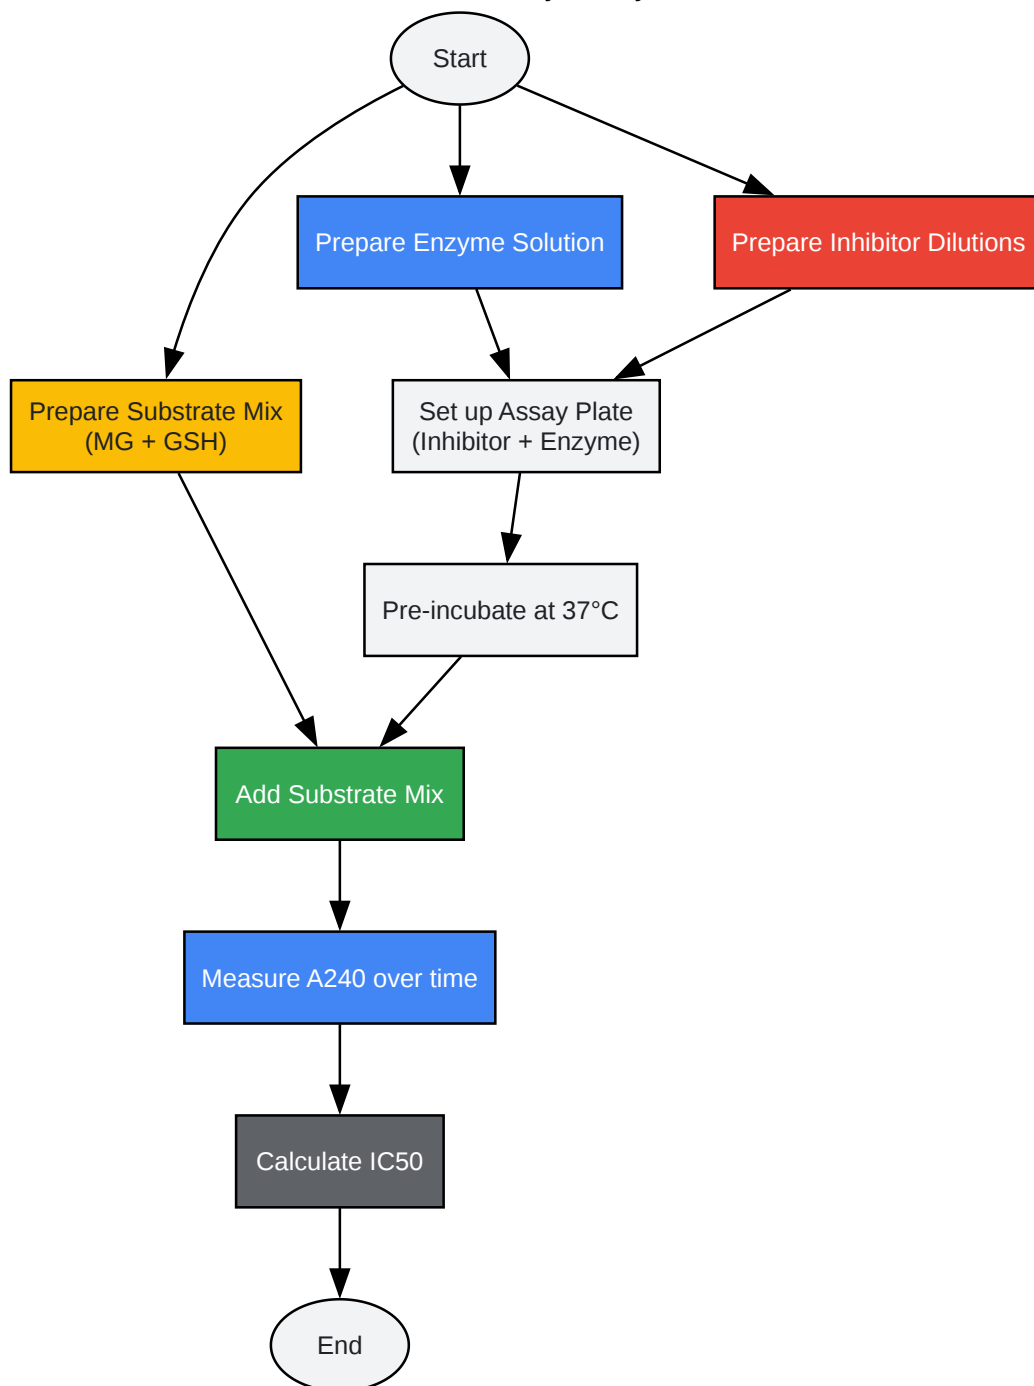 Start
Prepare Enzyme Solution
Prepare Inhibitor Dilutions
Prepare Substrate Mix
(MG + GSH)
Set up Assay Plate
(Inhibitor + Enzyme)
Pre-incubate at 37°C
Add Substrate Mix
Measure A240 over time
Calculate IC50
End